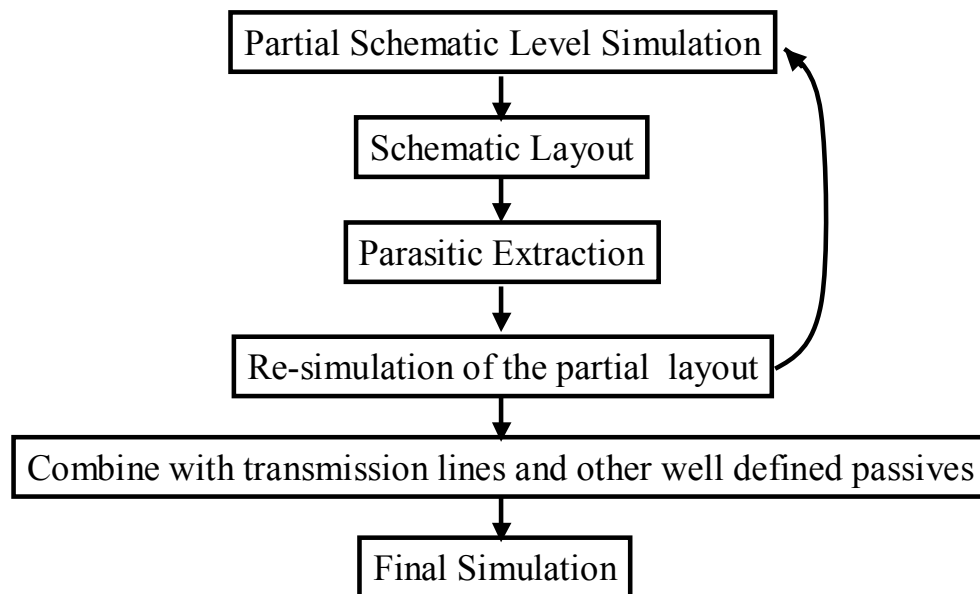 Partial Schematic Level Simulation
Schematic Layout
Parasitic Extraction
Re-simulation of the partial layout
Combine with transmission lines and other well defined passives
Final Simulation